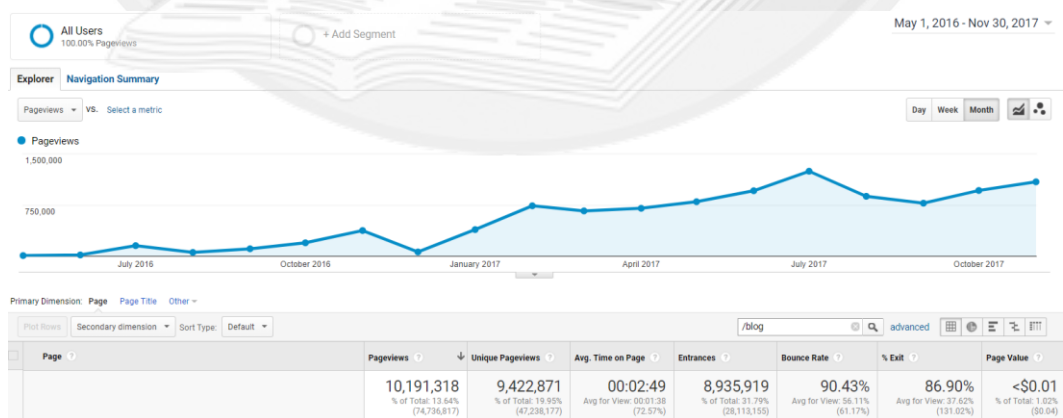 May 1, 2016 - Nov 30, 2017
All Users
100.00% Pageviews
+ Add Segment
Explorer Navigation Summary
Pageviews VS. Select a metric
Day Week Month
Pageviews
1,500,000
750,000
July 2016 October 2016 January 2017 April 2017 July 2017 October 2017
Primary Dimension: Page Page Title Other
Plot Rows Secondary dimension Sort Type: Default /blog advanced
Page Pageviews Unique Pageviews Avg. Time on Page Entrances Bounce Rate % Exit Page Value
10,191,318 9,422,871 00:02:49 8,935,919 90.43% 86.90% <$0.01
% of Total: 13.64% % of Total: 19.95% Avg for View: 00:01:38 % of Total: 31.79% Avg for View: 56.11% Avg for View: 37.62% % of Total: 1.02%
(74,736,817) (47,238,177) (72.57%) (28,113,155) (61.17%) (131.02%)